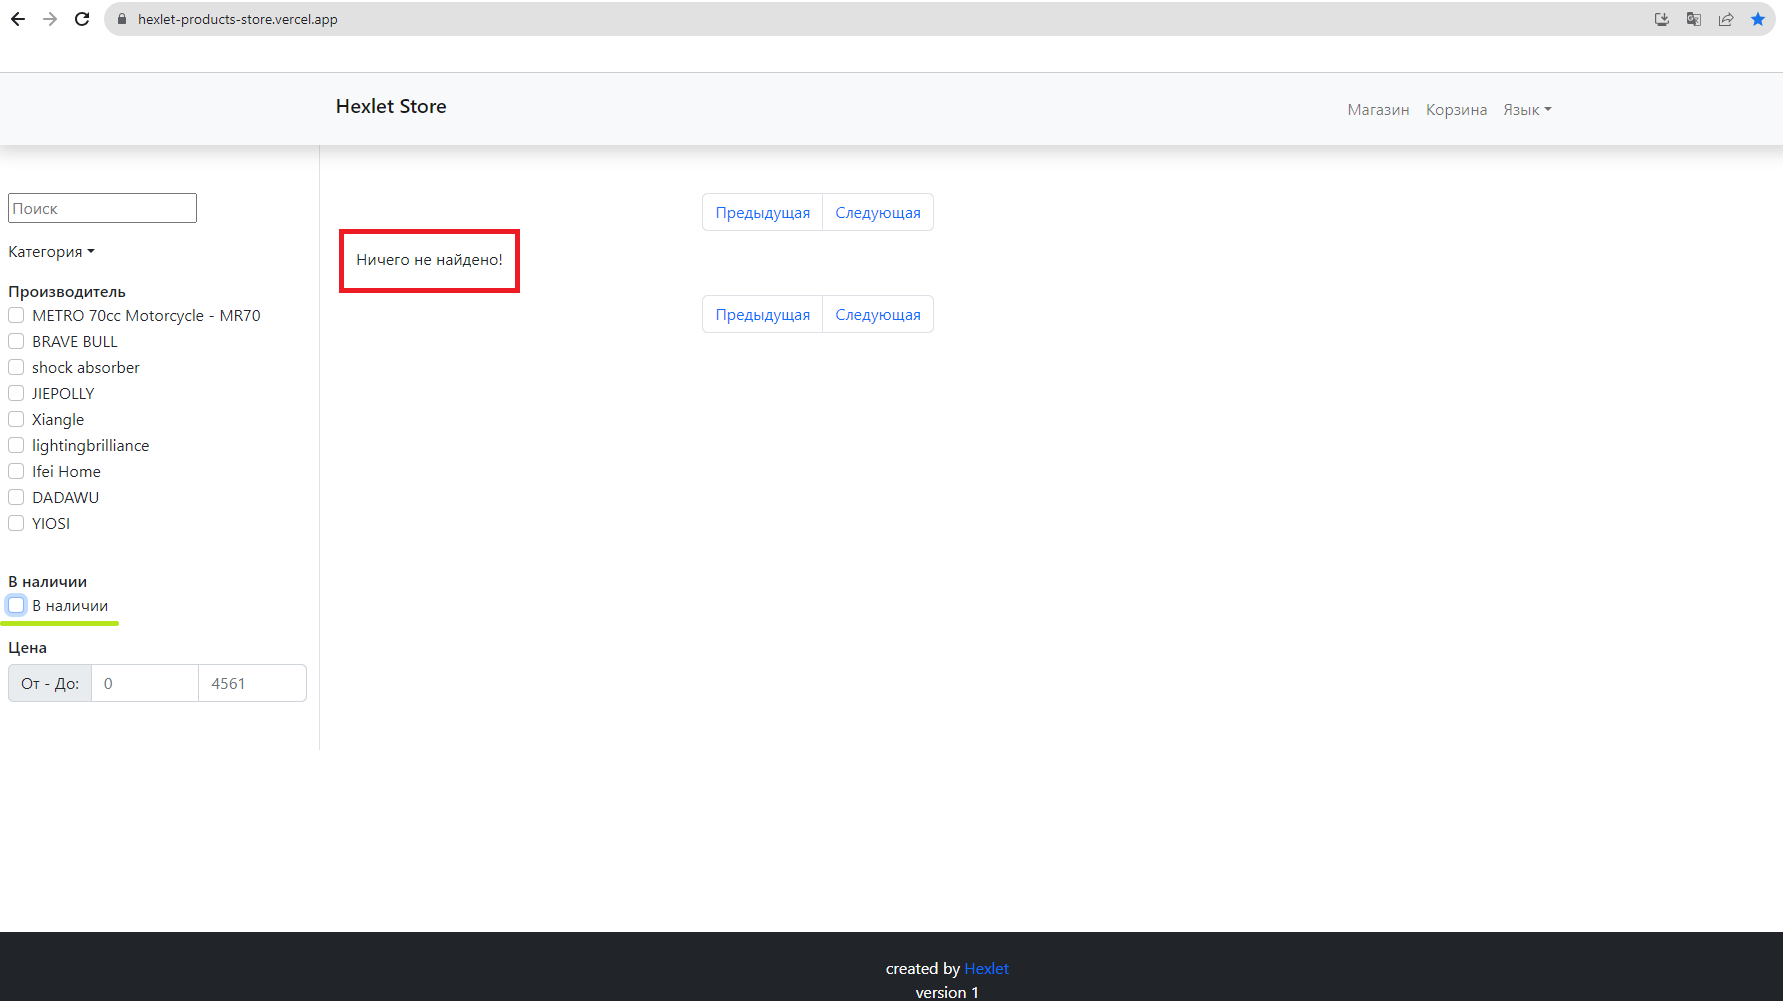 hexlet-products-store.vercel.app
Hexlet Store
Магазин Корзина Язык
Поиск
Категория
Производитель
METRO 70cc Motorcycle - MR70
BRAVE BULL
shock absorber
JIEPOLLY
Xiangle
lightingbrilliance
Ifei Home
DADAWU
YIOSI
В наличии
В наличии
Цена
От - До: 0 4561
Предыдущая Следующая
Ничего не найдено!
Предыдущая Следующая
created by Hexlet
version 1